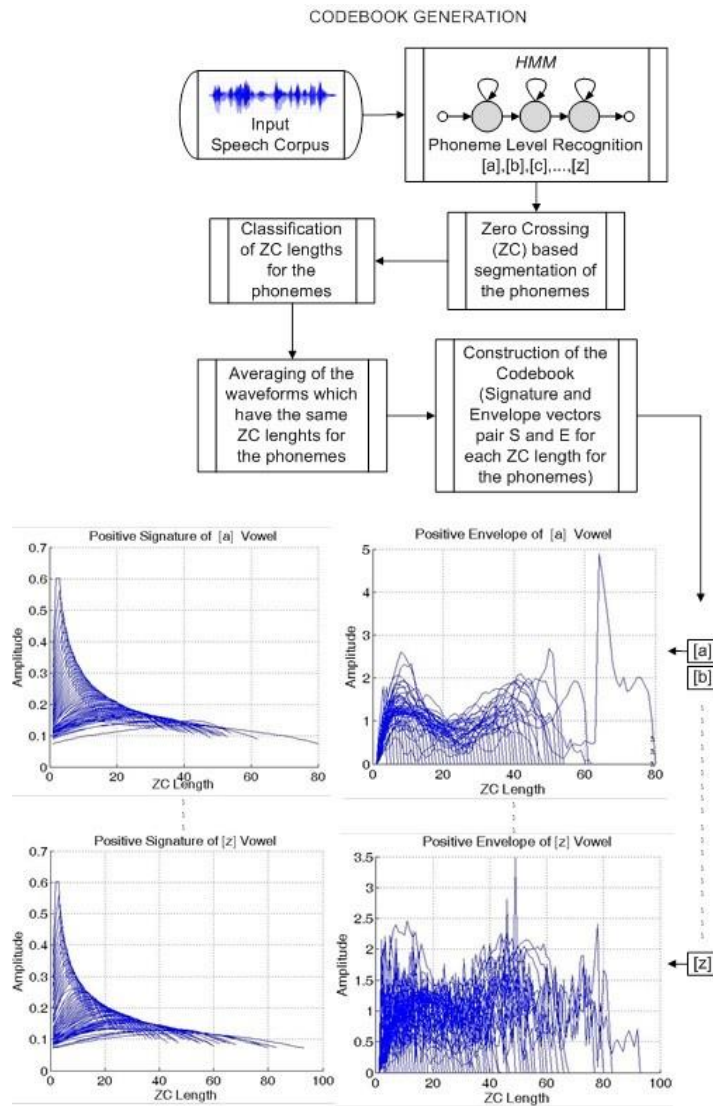 CODEBOOK GENERATION
Input
Speech Corpus
HMM
Phoneme Level Recognition
[a],[b],[c],...,[z]
Classification
of ZC lengths
for the
phonemes
Zero Crossing
(ZC) based
segmentation of
the phonemes
Averaging of the
waveforms which
have the same
ZC lenghts for
the phonemes
Construction of the
Codebook
(Signature and
Envelope vectors
pair S and E for
each ZC length for
the phonemes)
Positive Signature of [a] Vowel
0.7
0.6
0.5
0.4
0.3
0.2
0.1
0
Amplitude
0 20 40 60 80
ZC Length
Positive Envelope of [a] Vowel
5
4
3
2
1
0
Amplitude
0 10 20 30 40 50 60 70 80
ZC Length
[a]
[b]
Positive Signature of [z] Vowel
0.7
0.6
0.5
0.4
0.3
0.2
0.1
0
Amplitude
0 20 40 60 80 100
ZC Length
Positive Envelope of [z] Vowel
3.5
3
2.5
2
1.5
1
0.5
0
Amplitude
0 20 40 60 80 100
ZC Length
[z]